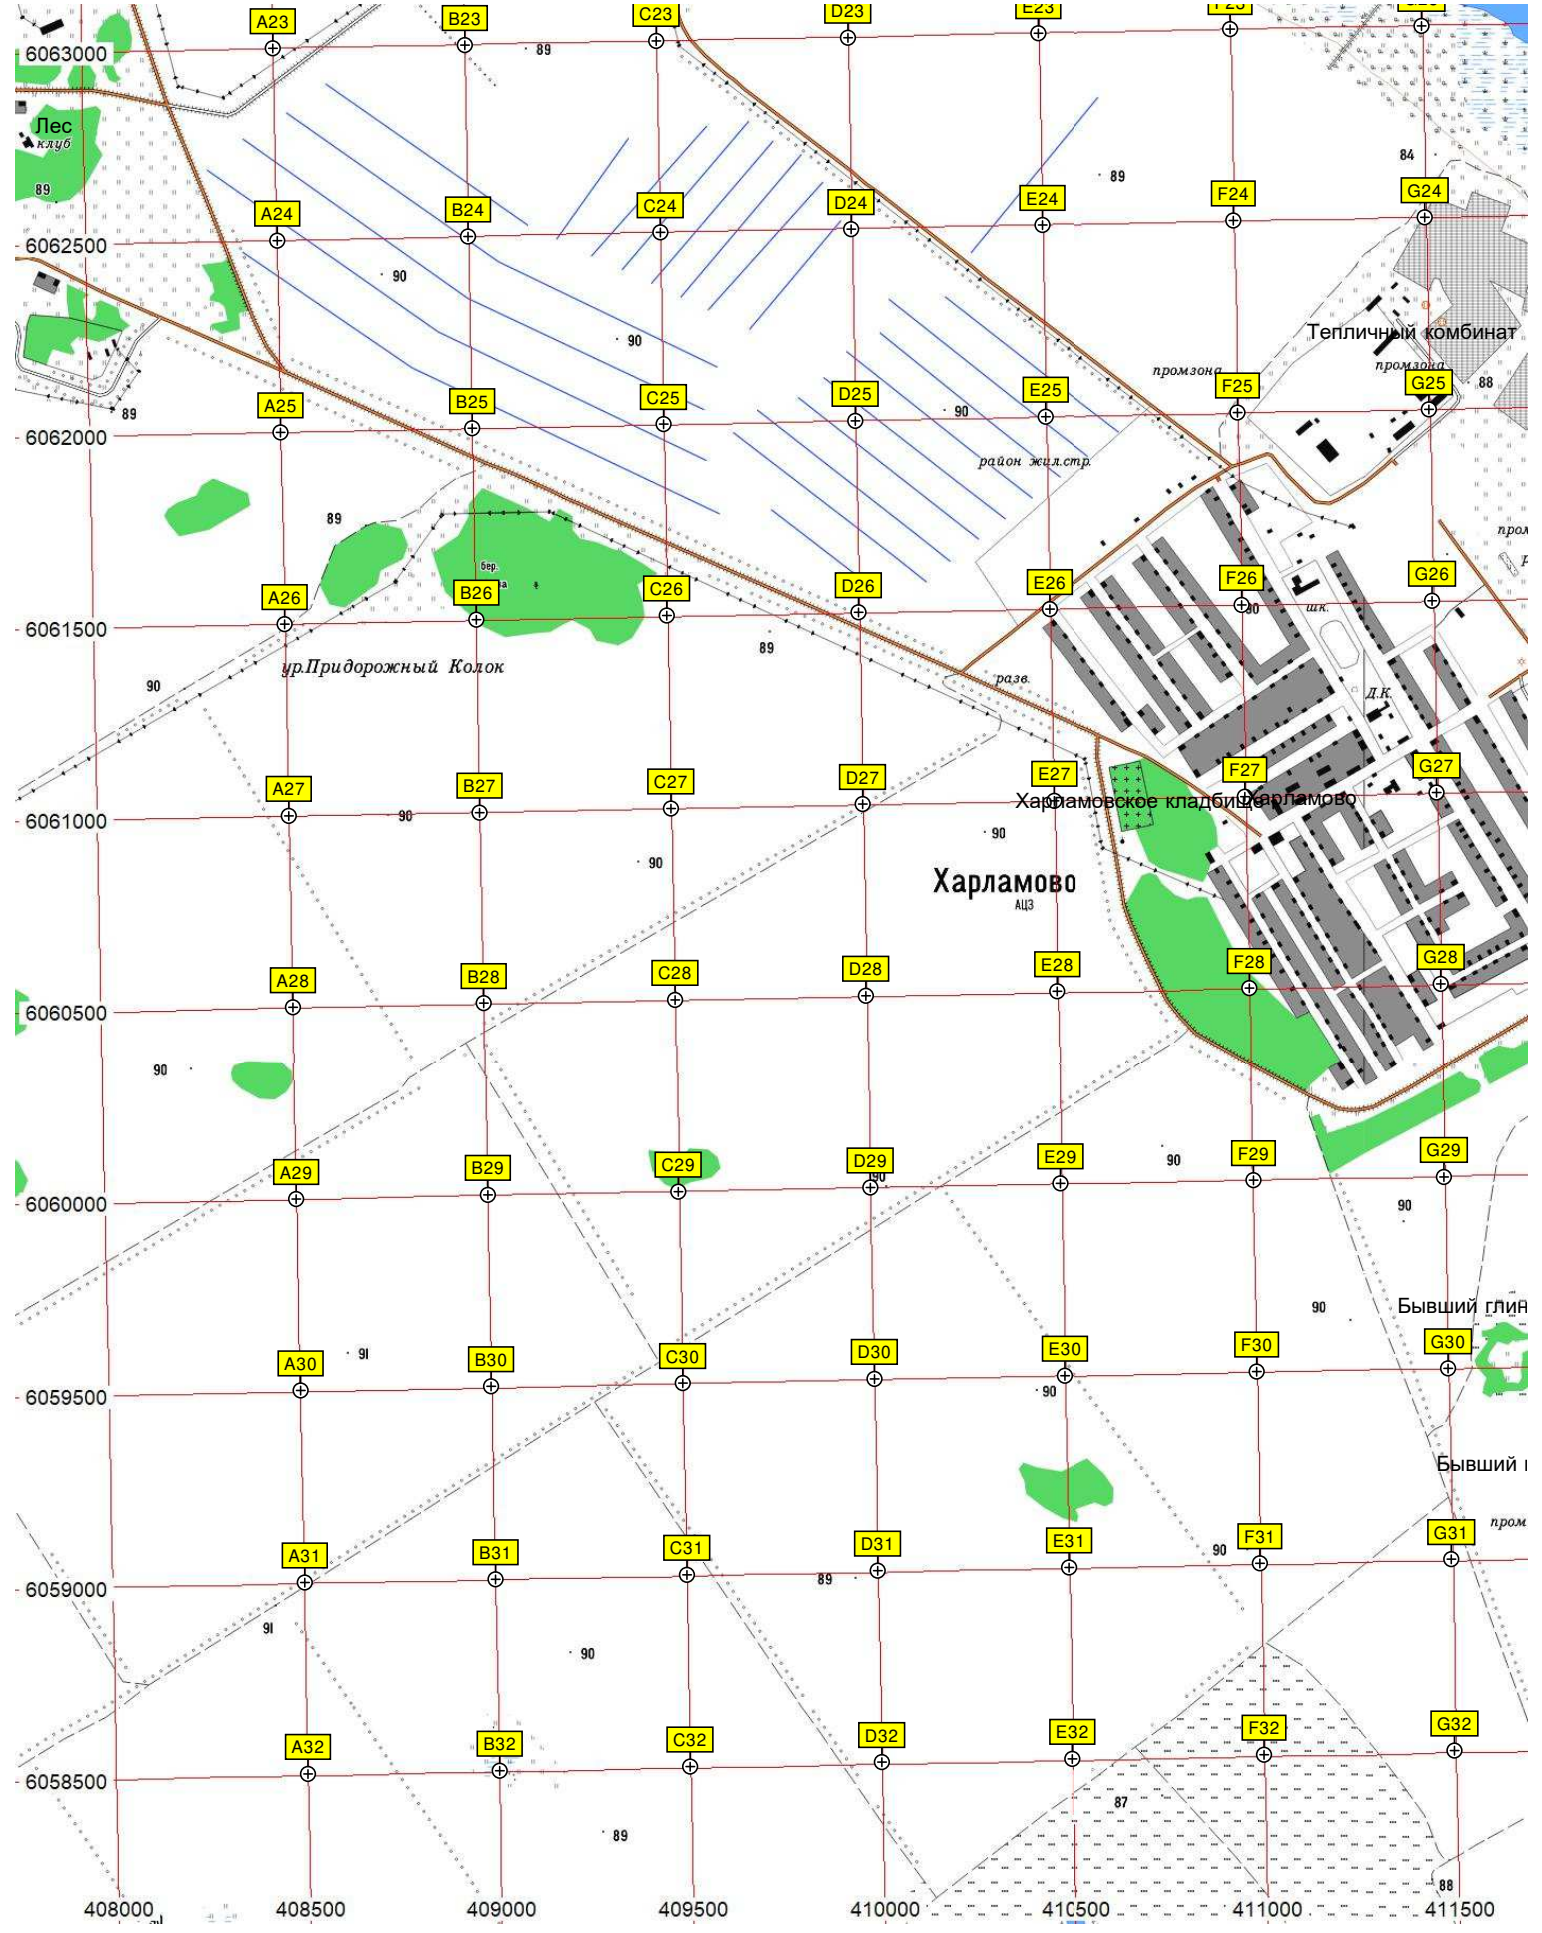 A23
B23
C23
D23
E23
F23
6063000
89
Лес
клуб
89
84
89
A24
B24
C24
D24
E24
F24
G24
6062500
90
90
Тепличный комбинат
промзона
промзона
88
A25
B25
C25
D25
E25
F25
G25
89
90
6062000
район жил.стр.
89
бер.
A26
B26
C26
D26
E26
F26
G26
90
шк.
6061500
89
ур.Придорожный Колок
90
разв.
Д.К.
A27
B27
C27
D27
E27
F27
G27
Харламовское кладбище
Харламово
6061000
90
90
90
Харламово
АЦЗ
A28
B28
C28
D28
E28
F28
G28
6060500
90
A29
B29
C29
D29
E29
F29
G29
90
90
6060000
90
90
Бывший глин
A30
B30
C30
D30
E30
F30
G30
91
90
6059500
Бывший
пром
A31
B31
C31
D31
E31
F31
G31
90
89
6059000
91
90
A32
B32
C32
D32
E32
F32
G32
6058500
87
89
88
408000
408500
409000
409500
410000
410500
411000
411500